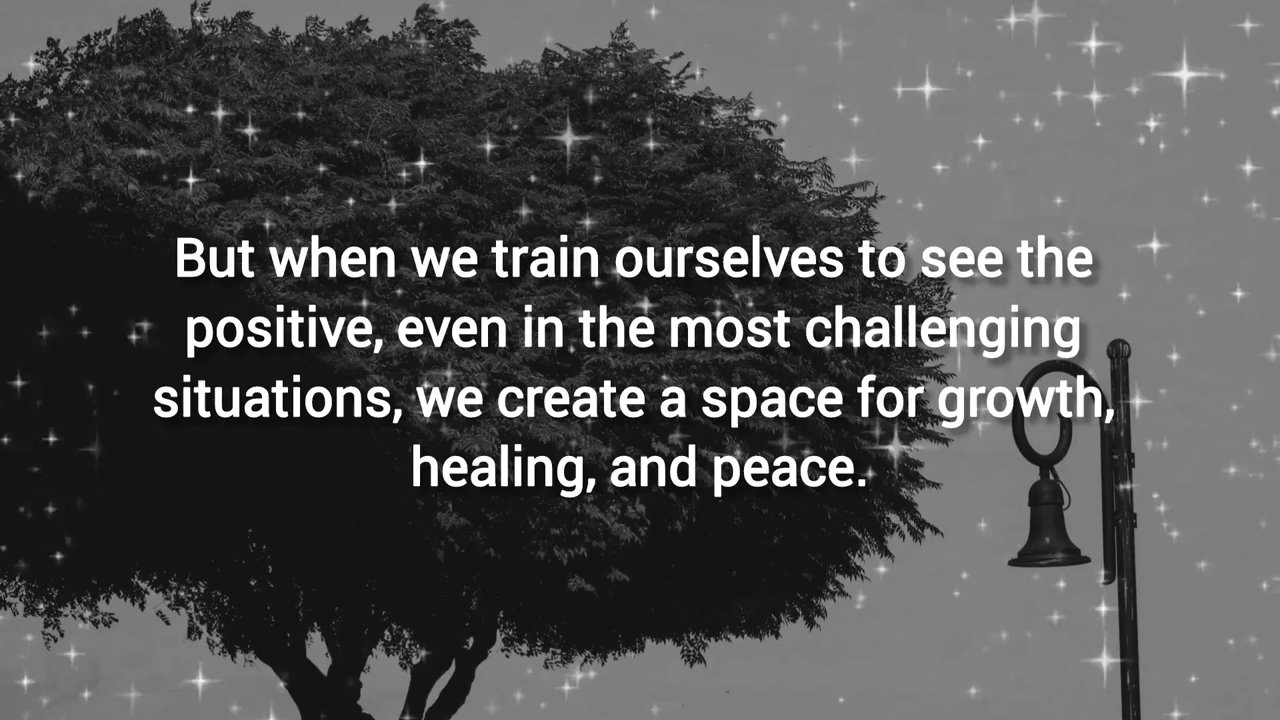 But when we train ourselves to see the
positive, even in the most challenging
situations, we create a space for growth,
healing, and peace.